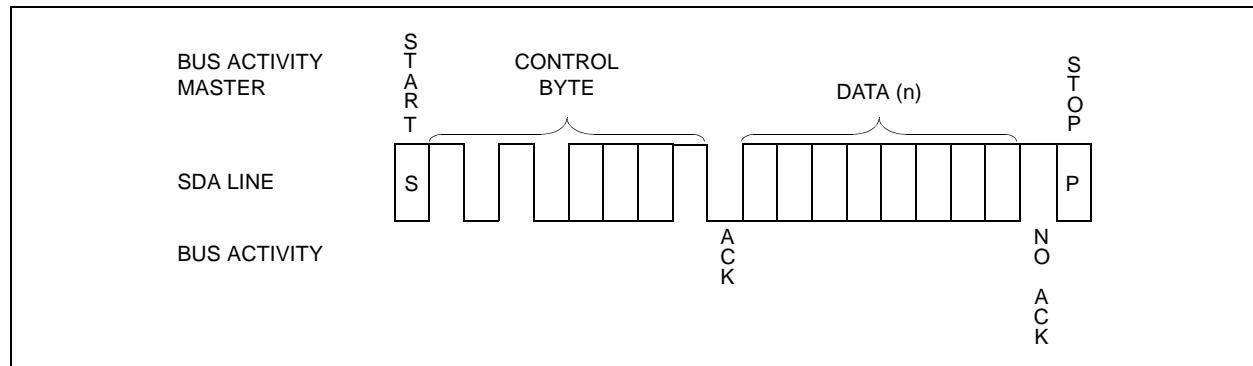 BUS ACTIVITY
MASTER
START
CONTROL
BYTE
DATA (n)
STOP
SDA LINE
S
P
BUS ACTIVITY
ACK
NO ACK